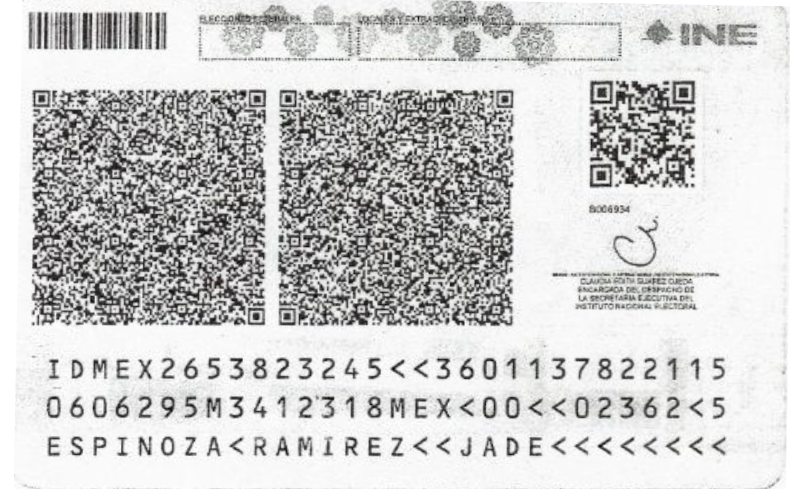 ELECCIONES FEDERALES
LOCALES Y EXTRAORDINARIAS
INE
B006934
CLAUDIA EDITH SUÁREZ OJEDA
ENCARGADA DEL DESPACHO DE
LA SECRETARÍA EJECUTIVA DEL
INSTITUTO NACIONAL ELECTORAL
IDMEX2653823245<<3601137822115
0606295M3412318MEX<00<<02362<5
ESPINOZA<RAMIREZ<<JADE<<<<<<<<